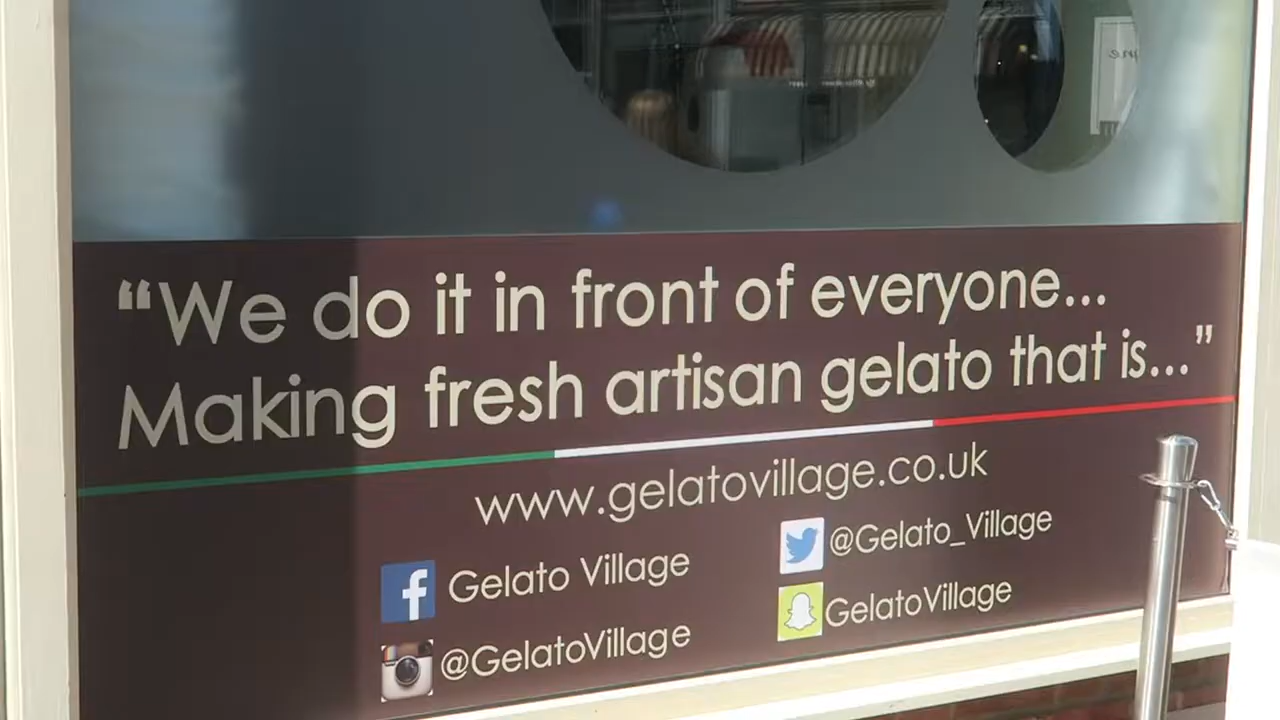 “We do it in front of everyone...
Making fresh artisan gelato that is...”
www.gelatovillage.co.uk
Gelato Village
@Gelato_Village
@GelatoVillage
GelatoVillage